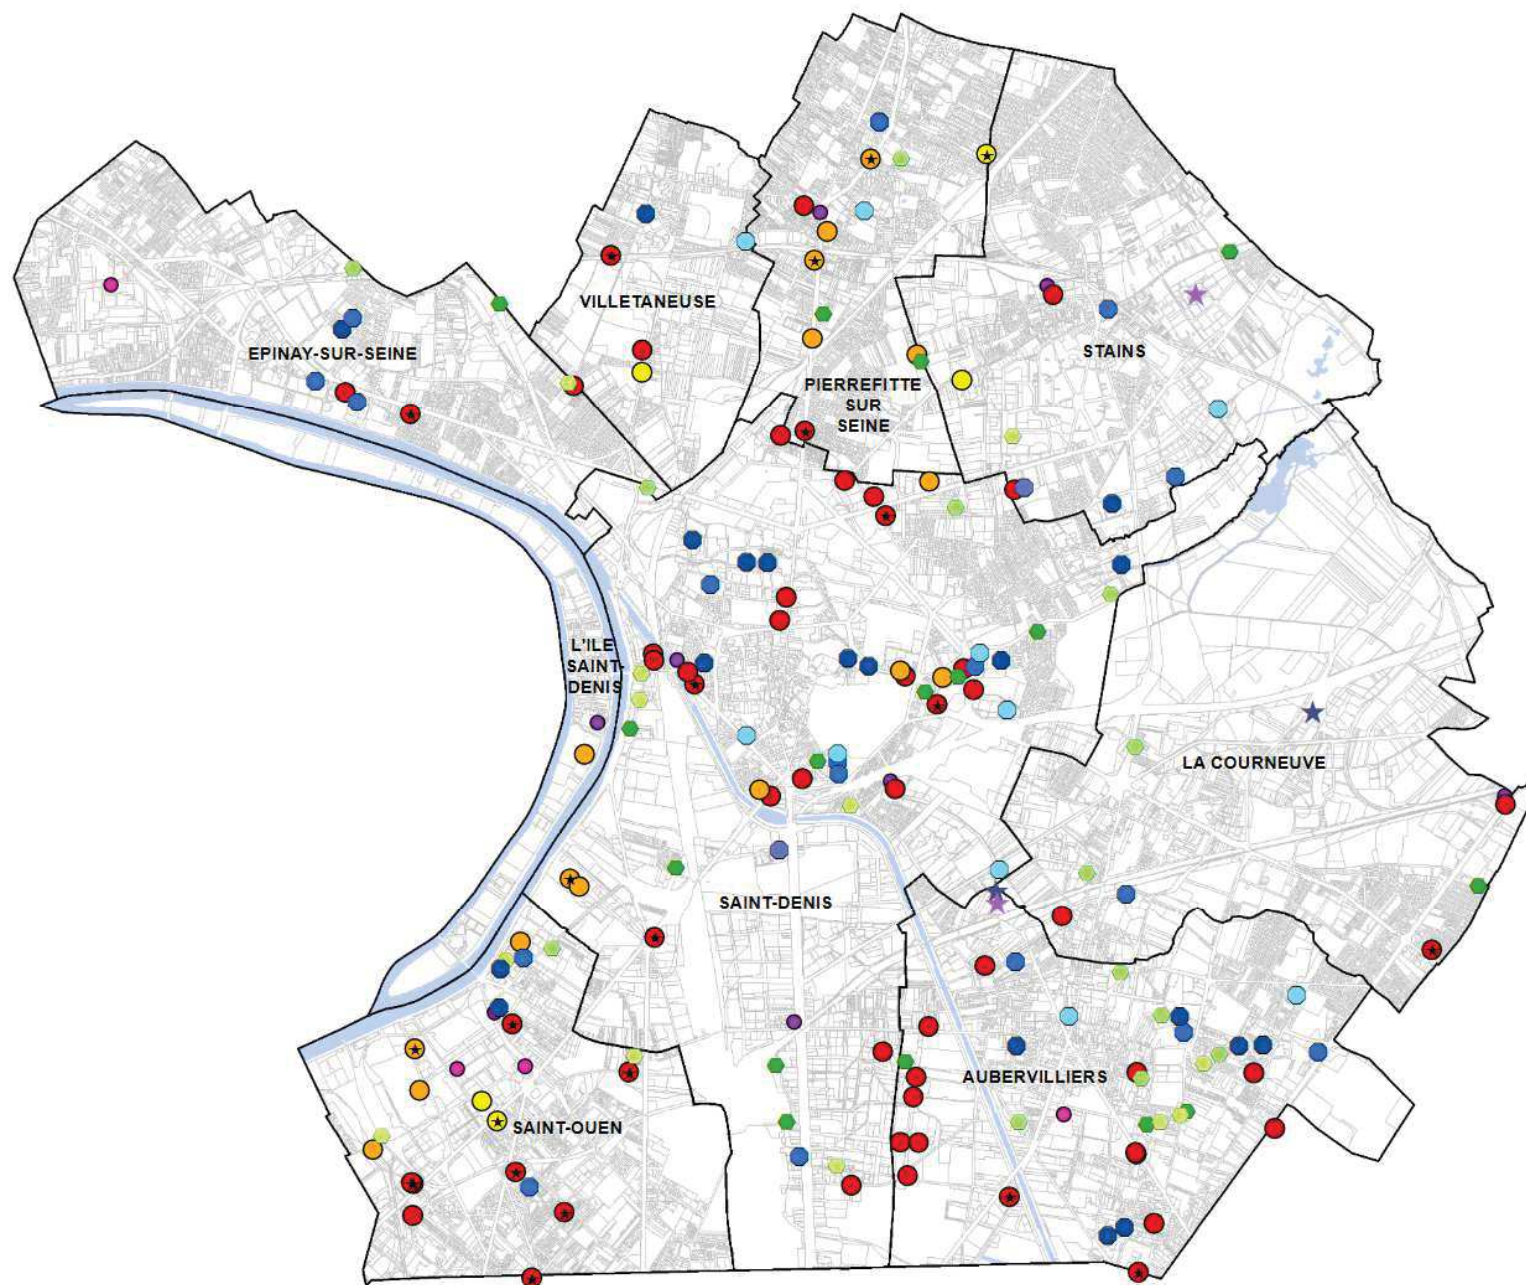 VILLETANEUSE
EPINAY-SUR-SEINE
STAINS
PIERREFITTE
SUR
SEINE
L'ILE
SAINT-
DENIS
LA COURNEUVE
SAINT-DENIS
AUBERVILLIERS
SAINT-OUEN